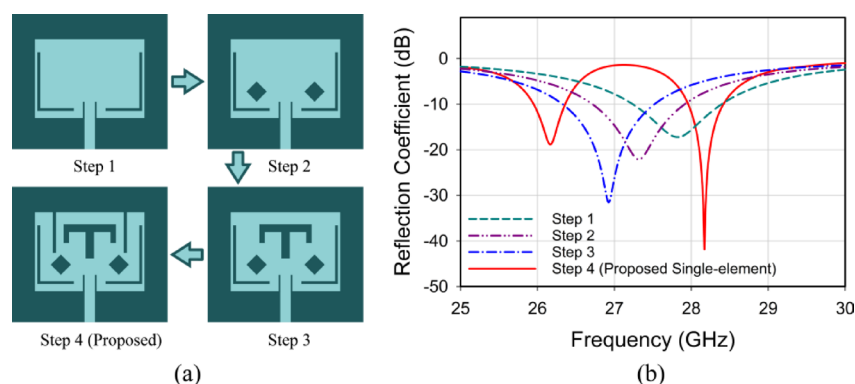 Step 1
Step 2
Step 4 (Proposed)
Step 3
(a)
Reflection Coefficient (dB)
0
-10
-20
-30
-40
-50
Step 1
Step 2
Step 3
Step 4 (Proposed Single-element)
25
26
27
28
29
30
Frequency (GHz)
(b)